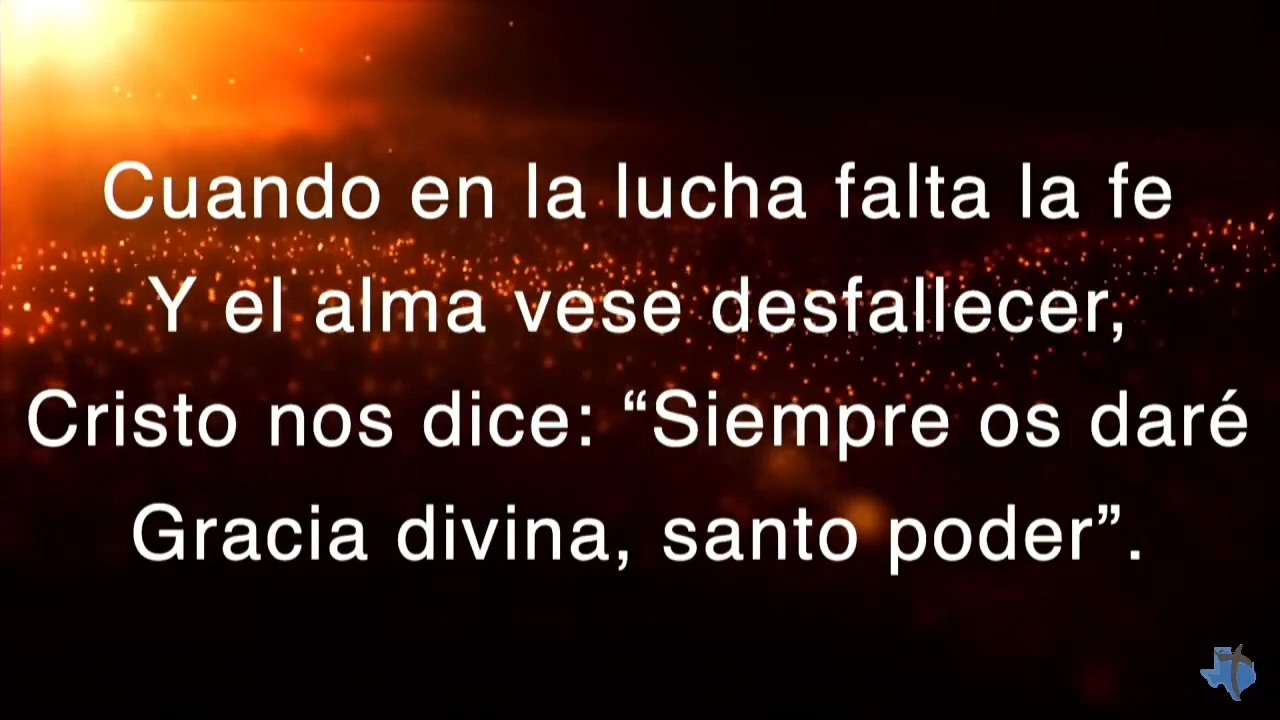 Cuando en la lucha falta la fe
Y el alma vese desfallecer,
Cristo nos dice: “Siempre os daré
Gracia divina, santo poder”.